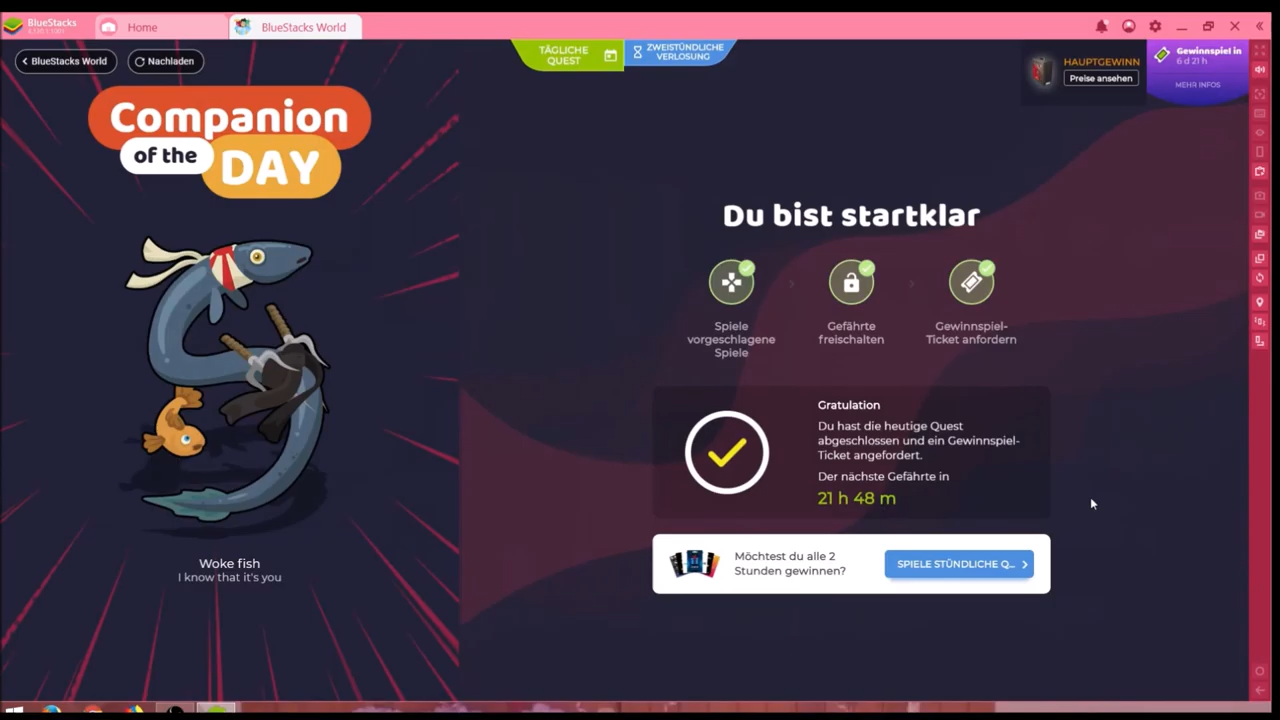 BlueStacks
Home
BlueStacks World
BlueStacks World
Nachladen
TÄGLICHE
QUEST
ZWEISTÜNDLICHE
VERLOSUNG
HAUPTGEWINN
Preise ansehen
Gewinnspiel in
6 d 21 h
MEHR INFOS
Companion
of the
DAY
Du bist startklar
Spiele
vorgeschlagene
Spiele
Gefährte
freischalten
Gewinnspiel-
Ticket anfordern
Gratulation
Du hast die heutige Quest
abgeschlossen und ein Gewinnspiel-
Ticket angefordert.
Der nächste Gefährte in
21 h 48 m
Möchtest du alle 2
Stunden gewinnen?
SPIELE STÜNDLICHE Q...
Woke fish
I know that it's you